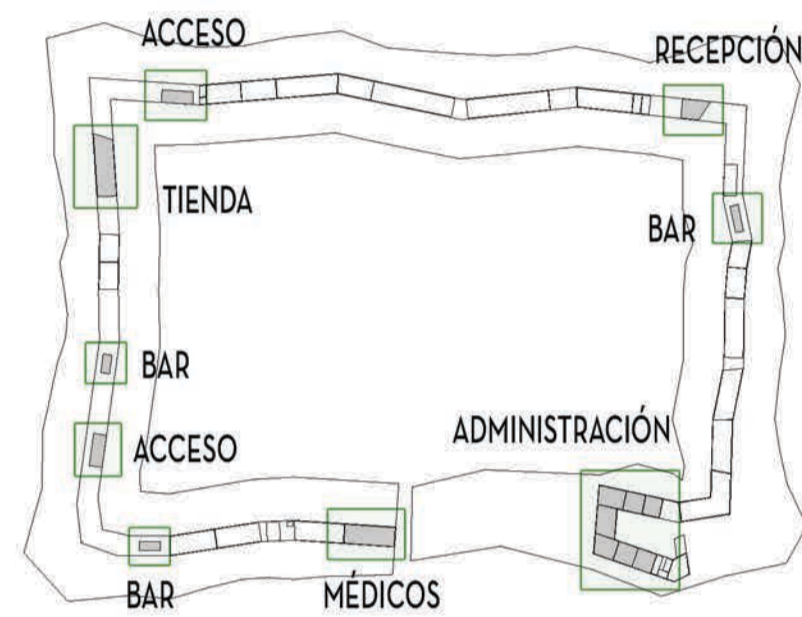 ACCESO
RECEPCIÓN
TIENDA
BAR
BAR
ADMINISTRACIÓN
ACCESO
BAR
MÉDICOS